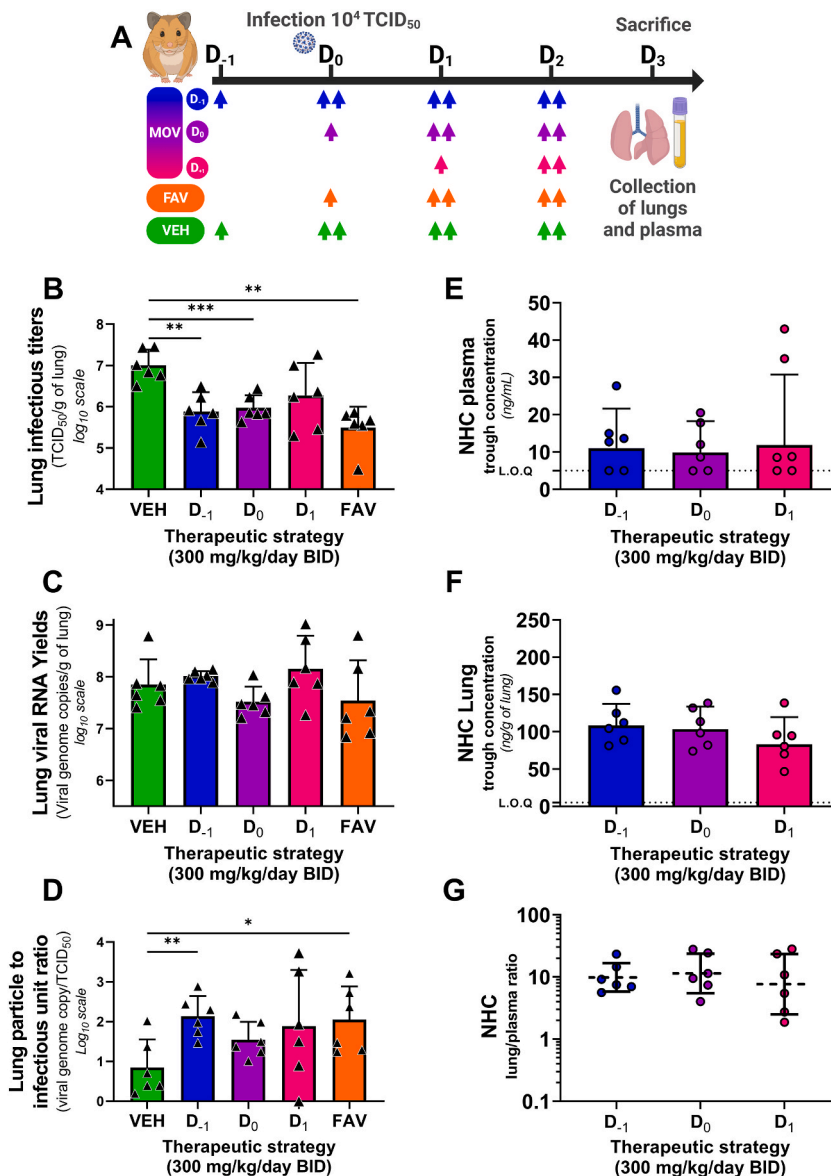 A
Infection 10⁴ TCID₅₀
Sacrifice
D₋₁ D₀ D₁ D₂ D₃
MOV
D₋₁
D₀
D₊₁
FAV
VEH
Collection
of lungs
and plasma
B
Lung infectious titers
(TCID₅₀/g of lung)
log₁₀ scale
8
7
6
5
4
**
***
**
VEH D₋₁ D₀ D₁ FAV
Therapeutic strategy
(300 mg/kg/day BID)
C
Lung viral RNA Yields
(Viral genome copies/g of lung)
log₁₀ scale
9
8
7
6
VEH D₋₁ D₀ D₁ FAV
Therapeutic strategy
(300 mg/kg/day BID)
D
Lung particle to
infectious unit ratio
(viral genome copy/TCID₅₀)
Log₁₀ scale
4
3
2
1
0
*
**
VEH D₋₁ D₀ D₁ FAV
Therapeutic strategy
(300 mg/kg/day BID)
E
NHC plasma
trough concentration
(ng/mL)
50
40
30
20
10
L.O.Q
0
D₋₁ D₀ D₁
Therapeutic strategy
(300 mg/kg/day BID)
F
NHC Lung
trough concentration
(ng/g of lung)
250
200
150
100
50
L.O.Q
0
D₋₁ D₀ D₁
Therapeutic strategy
(300 mg/kg/day BID)
G
NHC
lung/plasma ratio
100
10
1
0.1
D₋₁ D₀ D₁
Therapeutic strategy
(300 mg/kg/day BID)